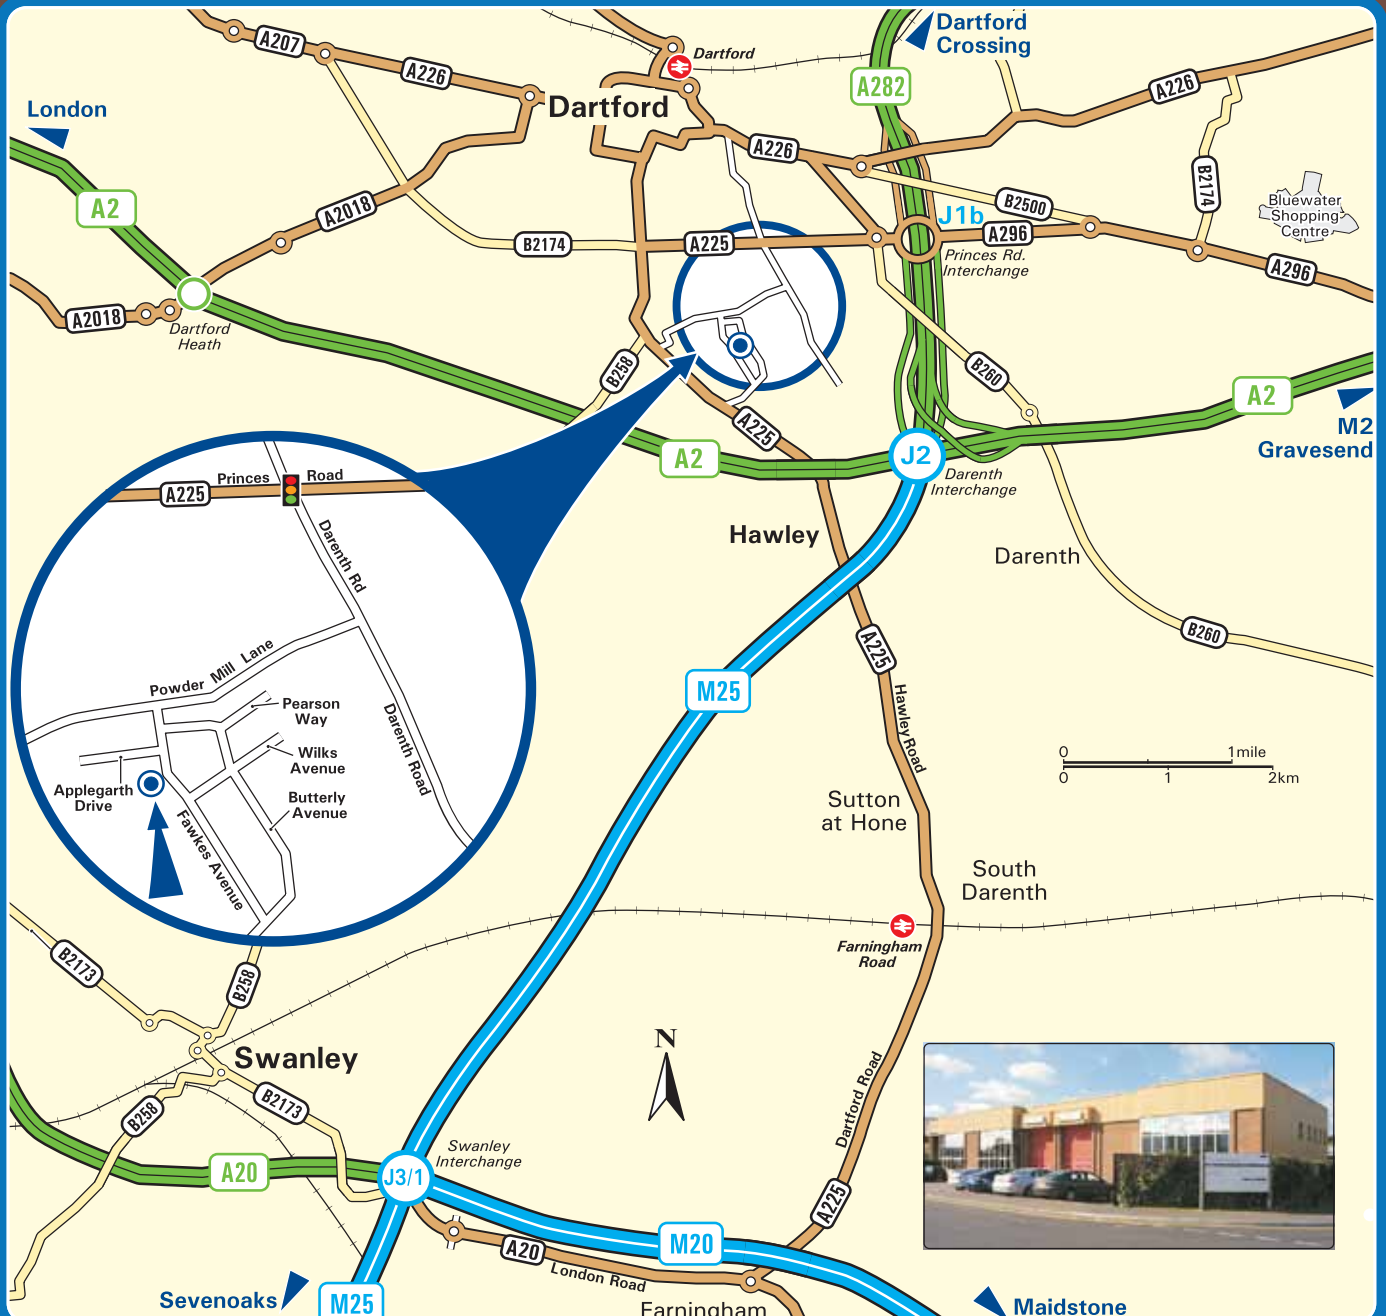 Dartford
Crossing
A207
A226
Dartford
A282
A226
London
Dartford
A226
B2174
A2
A2018
B2500
Bluewater
Shopping
Centre
J1b
B2174
A225
A296
Princes Rd.
Interchange
A296
A2018
Dartford
Heath
B258
B260
A2
M2
Gravesend
A225
A2
J2
Darenth
Interchange
Princes Road
A225
Hawley
Darenth
Darenth Rd
B260
A225
Powder Mill Lane
M25
Pearson
Way
Hawley Road
Darenth Road
Wilks
Avenue
0 1mile
0 1 2km
Applegarth
Drive
Butterly
Avenue
Sutton
at Hone
Fawkes Avenue
South
Darenth
Farningham
Road
B2173
B258
N
Swanley
B2173
B258
Dartford Road
Swanley
Interchange
A20
J3/1
A225
M20
A20
London Road
Sevenoaks
M25
Farningham
Maidstone